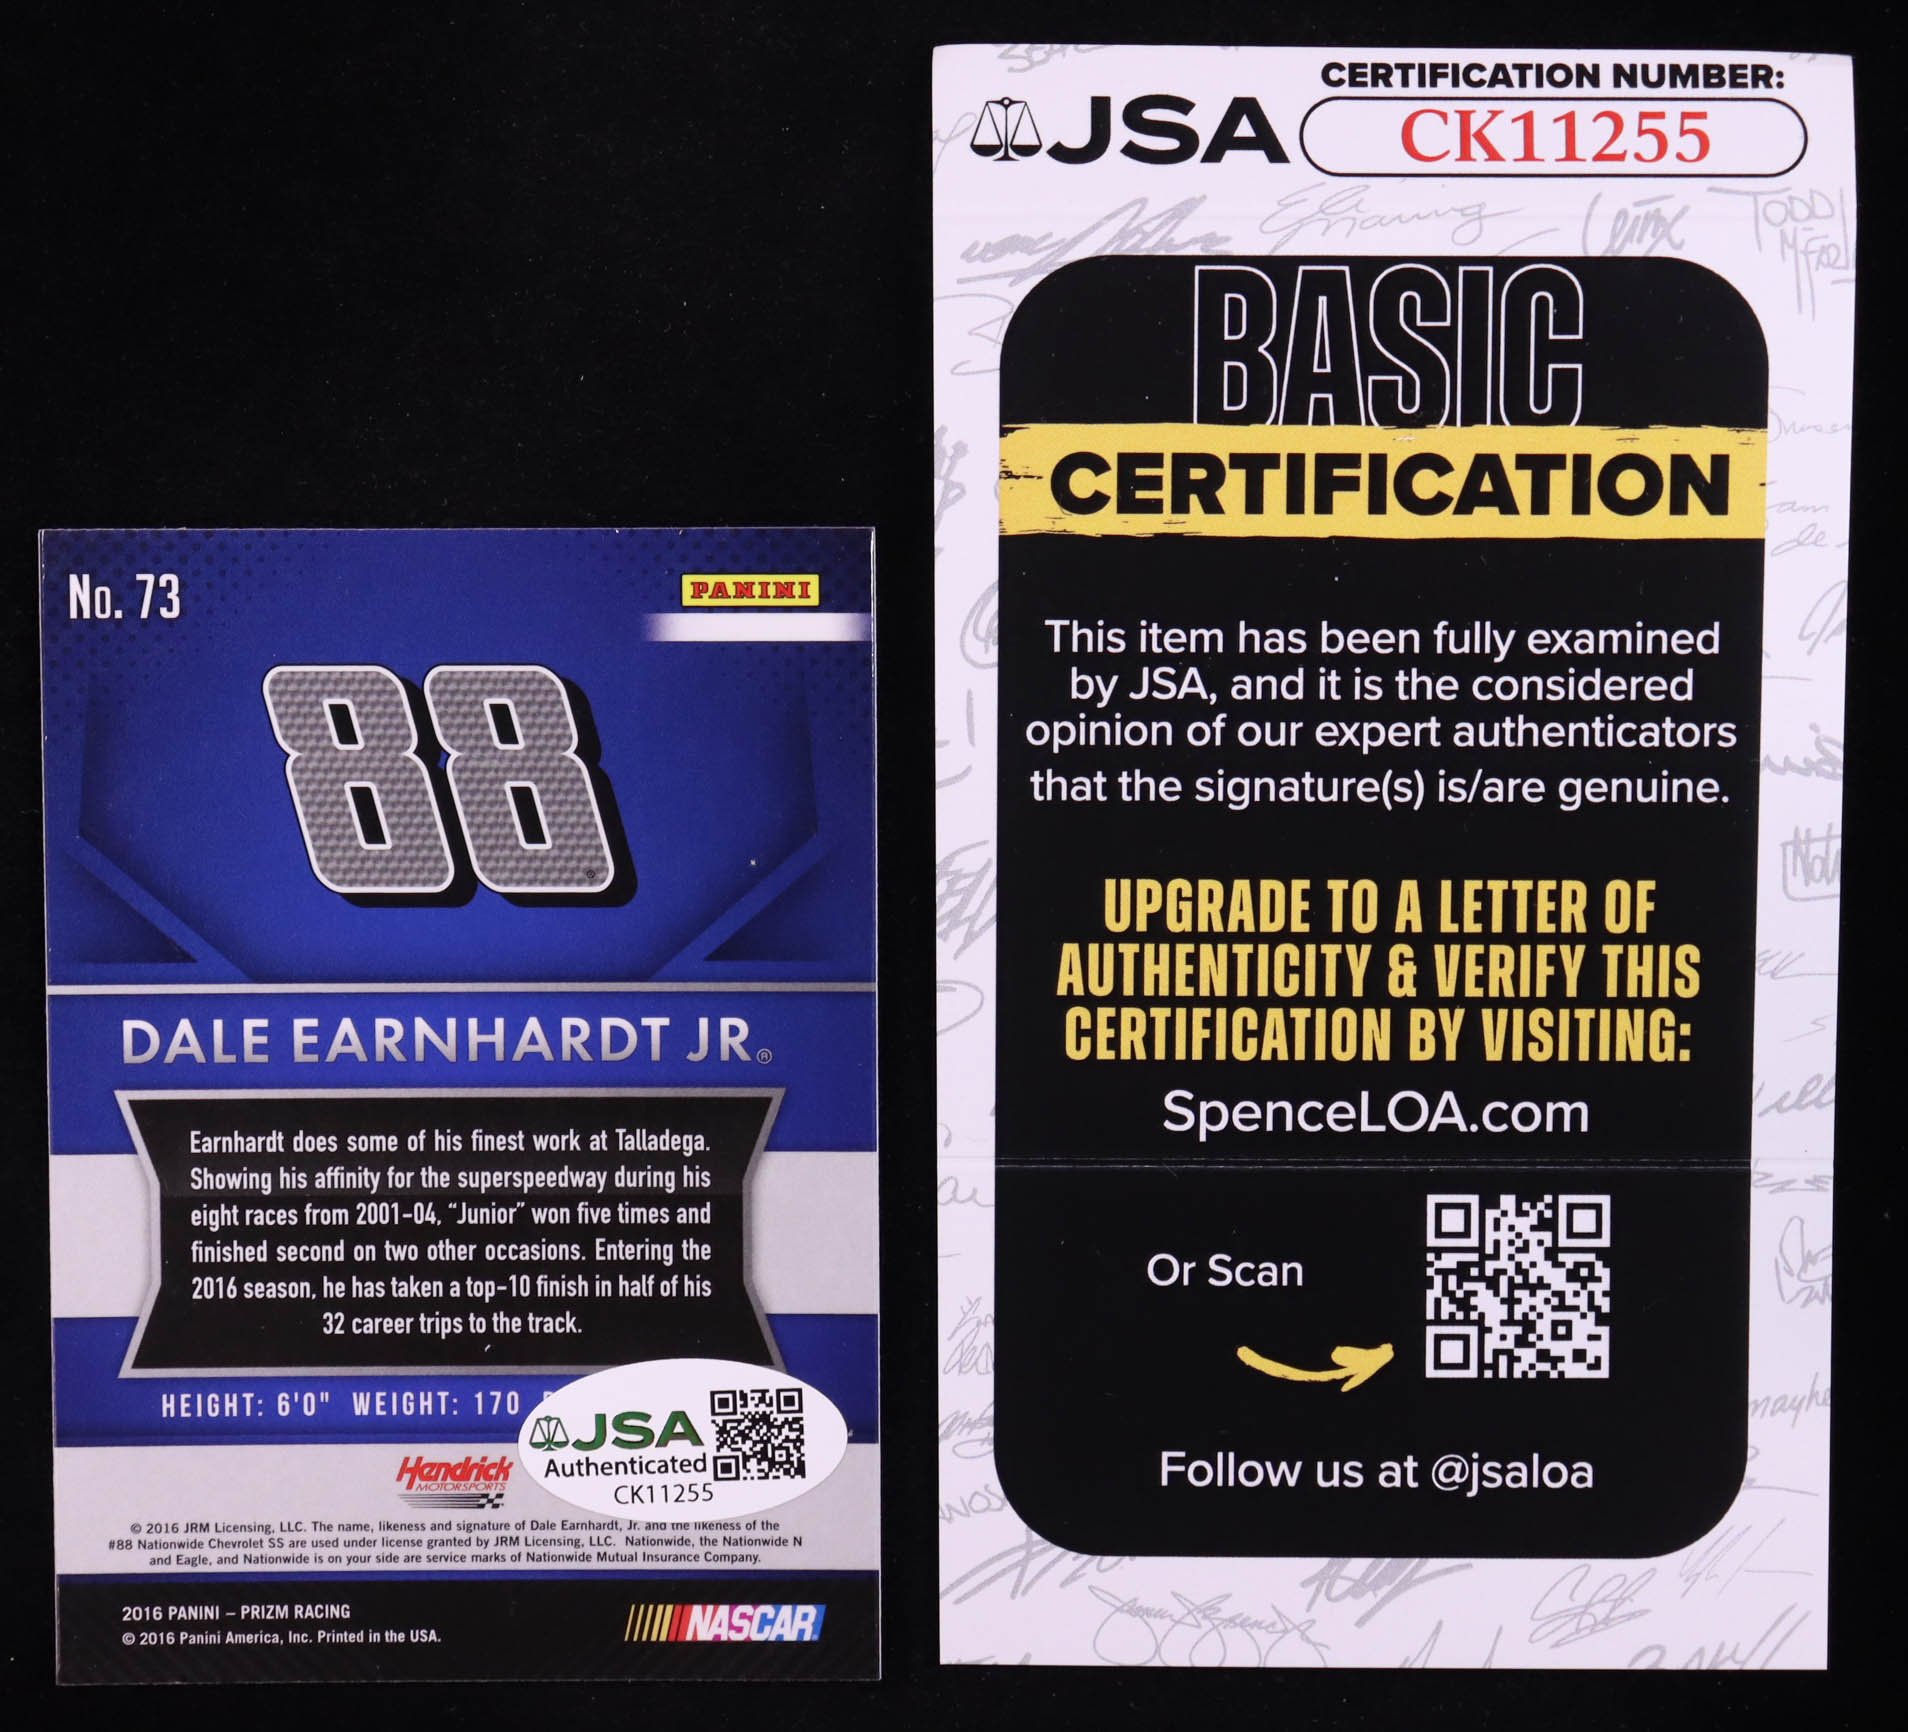 No. 73
PANINI
88
DALE EARNHARDT JR.®
Earnhardt does some of his finest work at Talladega.
Showing his affinity for the superspeedway during his
eight races from 2001-04, “Junior” won five times and
finished second on two other occasions. Entering the
2016 season, he has taken a top-10 finish in half of his
32 career trips to the track.
HEIGHT: 6'0" WEIGHT: 170
JSA
Authenticated
CK11255
Hendrick
MOTORSPORTS
© 2016 JRM Licensing, LLC. The name, likeness and signature of Dale Earnhardt, Jr. and the likeness of the
#88 Nationwide Chevrolet SS are used under license granted by JRM Licensing, LLC. Nationwide, the Nationwide N
and Eagle, and Nationwide is on your side are service marks of Nationwide Mutual Insurance Company.
2016 PANINI – PRIZM RACING
© 2016 Panini America, Inc. Printed in the USA.
NASCAR
CERTIFICATION NUMBER:
JSA
CK11255
BASIC
CERTIFICATION
This item has been fully examined
by JSA, and it is the considered
opinion of our expert authenticators
that the signature(s) is/are genuine.
UPGRADE TO A LETTER OF
AUTHENTICITY & VERIFY THIS
CERTIFICATION BY VISITING:
SpenceLOA.com
Or Scan
Follow us at @jsaloa